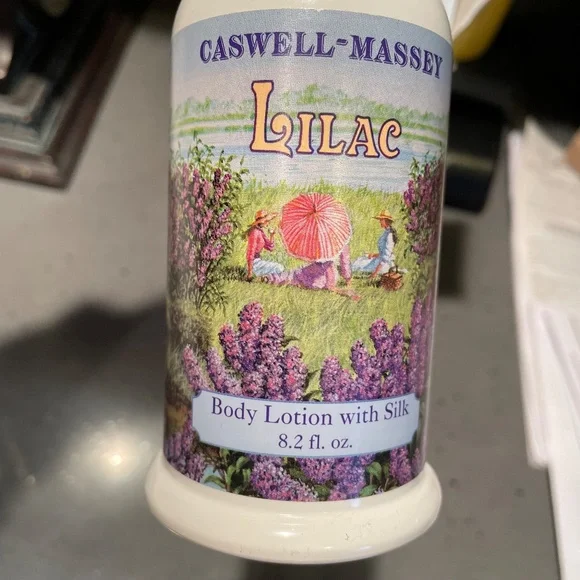 CASWELL-MASSEY
LILAC
Body Lotion with Silk
8.2 fl. oz.